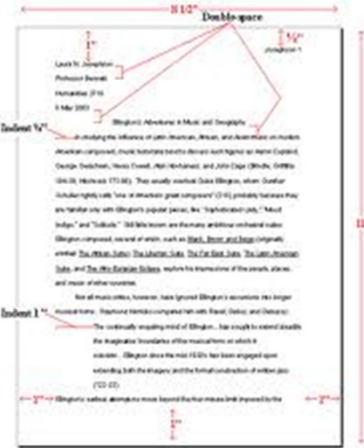 8 1/2"
Double-space
1"
½"
Josephson 1
Laura N. Josephson
Professor Bennett
Humanities 2710
8 May 2003
Ellington's Adventures in Music and Geography
Indent ½"
In studying the influence of Latin American, African, and Asian music on modern
American composers, music historians tend to discuss such figures as Aaron Copland,
George Gershwin, Henry Cowell, Alan Hovhaness, and John Cage (Brindle; Griffiths
104-39; Hitchcock 173-98). They usually overlook Duke Ellington, whom Gunther
Schuller rightly calls "one of America's great composers" (318), probably because they
are familiar only with Ellington's popular pieces, like "Sophisticated Lady," "Mood
Indigo," and "Solitude." Still little known are the many ambitious orchestral suites
Ellington composed, several of which, such as Black, Brown and Beige (originally
entitled The African Suite), The Liberian Suite, The Far East Suite, The Latin American
Suite, and The Afro-Eurasian Eclipse, explore his impressions of the people, places,
and music of other countries.
Not all music critics, however, have ignored Ellington's excursions into longer
musical forms. Raymond Horricks compared him with Ravel, Delius, and Debussy:
Indent 1"
The continually enquiring mind of Ellington . . . has sought to extend steadily
the imaginative boundaries of the musical form on which it
subsists. . . . Ellington since the mid-1930's has been engaged upon
extending both the imagery and the formal construction of written jazz
(122-23)
1"
Ellington's earliest attempts to move beyond the four-minute limit imposed by the
1"
1"